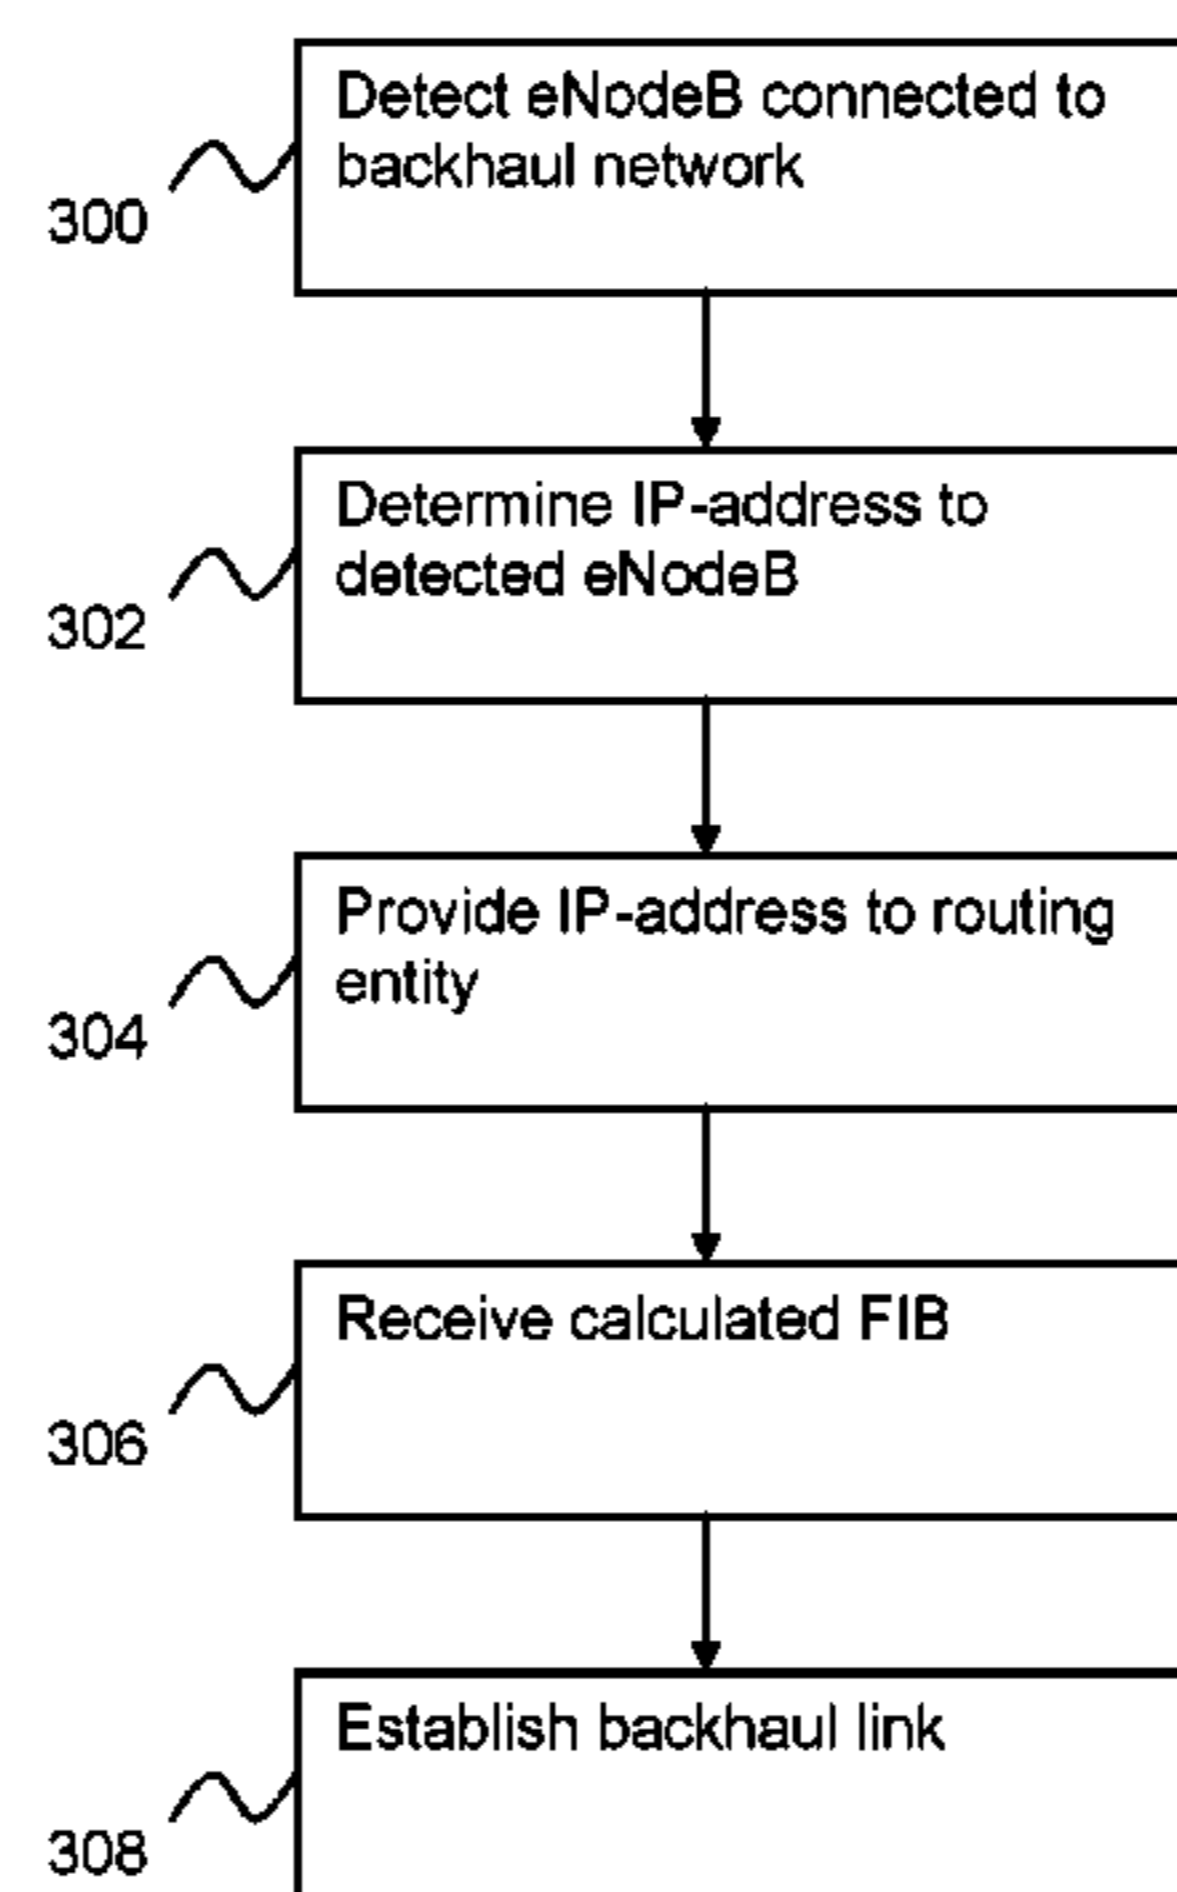 Detect eNodeB connected to
backhaul network
300
Determine IP-address to
detected eNodeB
302
Provide IP-address to routing
entity
304
Receive calculated FIB
306
Establish backhaul link
308